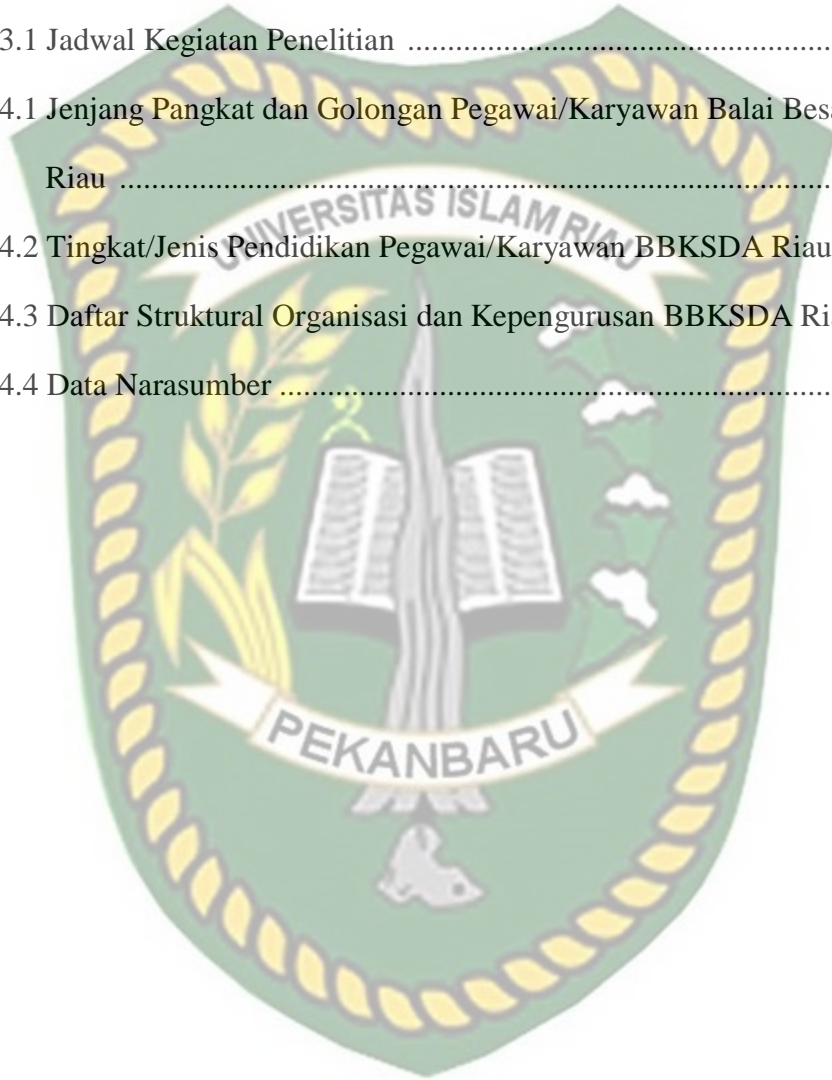 3.1 Jadwal Kegiatan Penelitian ......................................................
4.1 Jenjang Pangkat dan Golongan Pegawai/Karyawan Balai
Riau ..........................................................................................
UNIVERSITAS ISLAM RIAU
4.2 Tingkat/Jenis Pendidikan Pegawai/Karyawan BBKSDA Riau
4.3 Daftar Struktural Organisasi dan Kepengurusan BBKSDA
4.4 Data Narasumber ......................................................................
PEKANBARU